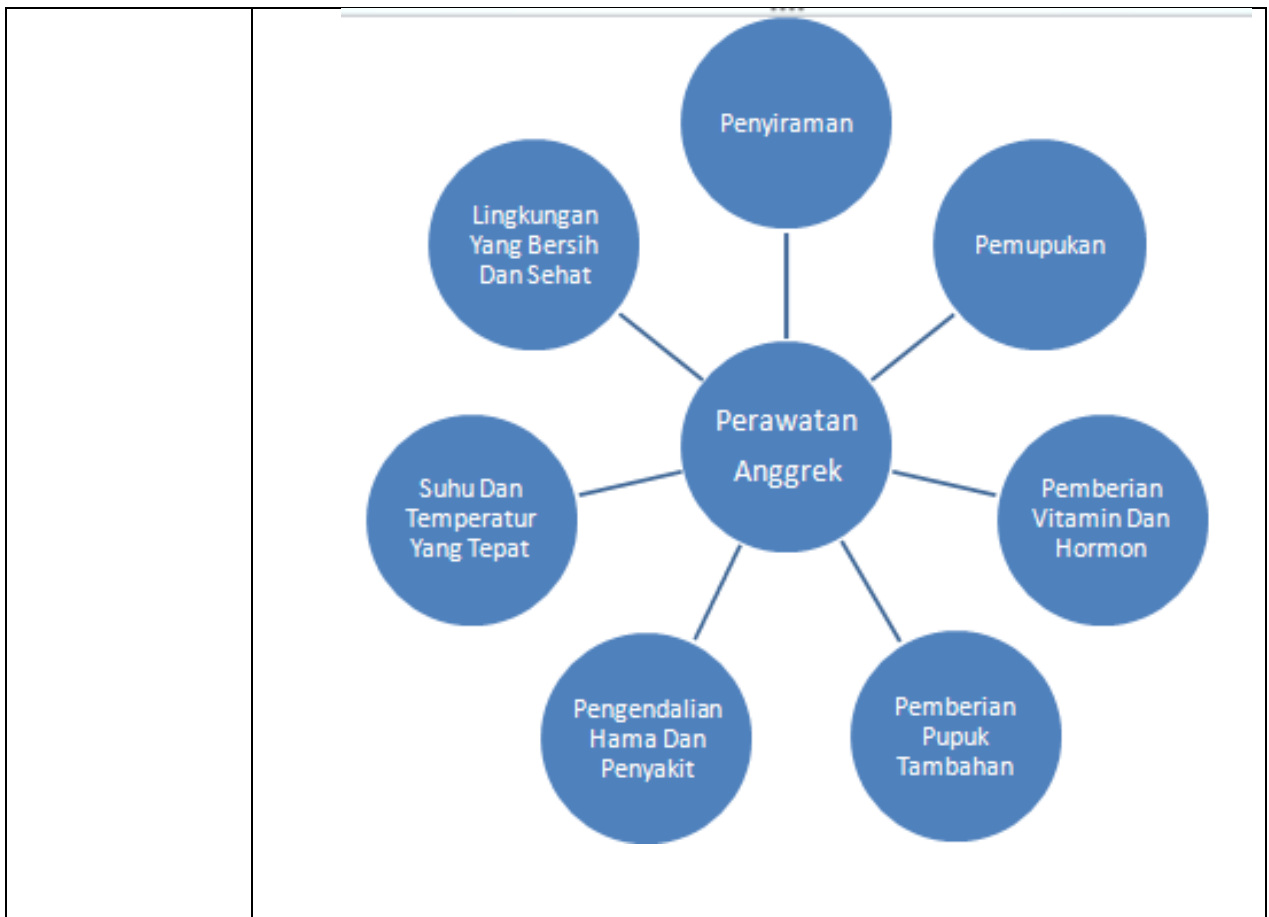 Penyiraman
Pemupukan
Pemberian
Vitamin Dan
Hormon
Pemberian
Pupuk
Tambahan
Pengendalian
Hama Dan
Penyakit
Suhu Dan
Temperatur
Yang Tepat
Lingkungan
Yang Bersih
Dan Sehat
Perawatan
Anggrek